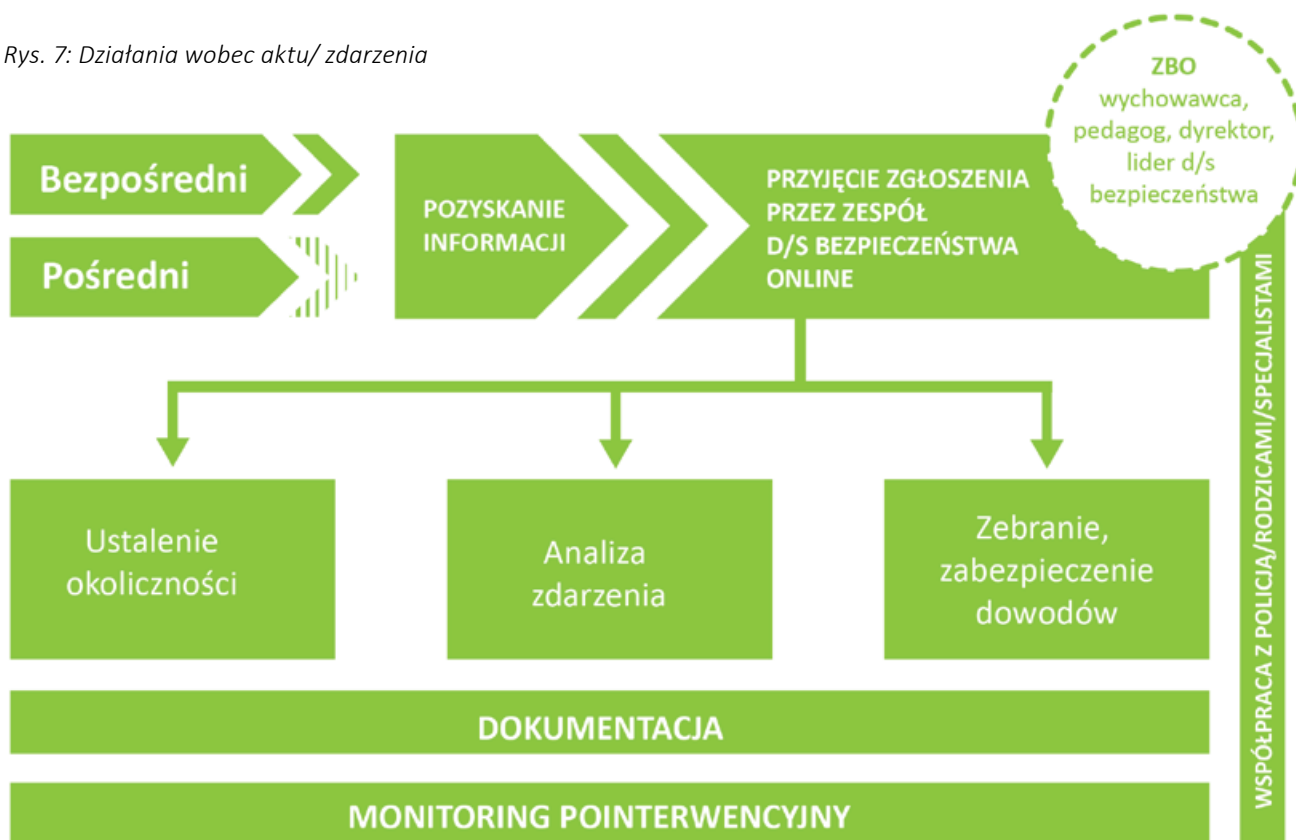 Rys. 7: Działania wobec aktu/ zdarzenia
ZBO
wychowawca,
pedagog, dyrektor,
lider d/s
bezpieczeństwa
Bezpośredni
Pośredni
POZYSKANIE
INFORMACJI
PRZYJĘCIE ZGŁOSZENIA
PRZEZ ZESPÓŁ
D/S BEZPIECZEŃSTWA
ONLINE
Ustalenie
okoliczności
Analiza
zdarzenia
Zebranie,
zabezpieczenie
dowodów
DOKUMENTACJA
MONITORING POINTERWENCYJNY
WSPÓŁPRACA Z POLICJĄ/RODZICAMI/SPECJALISTAMI